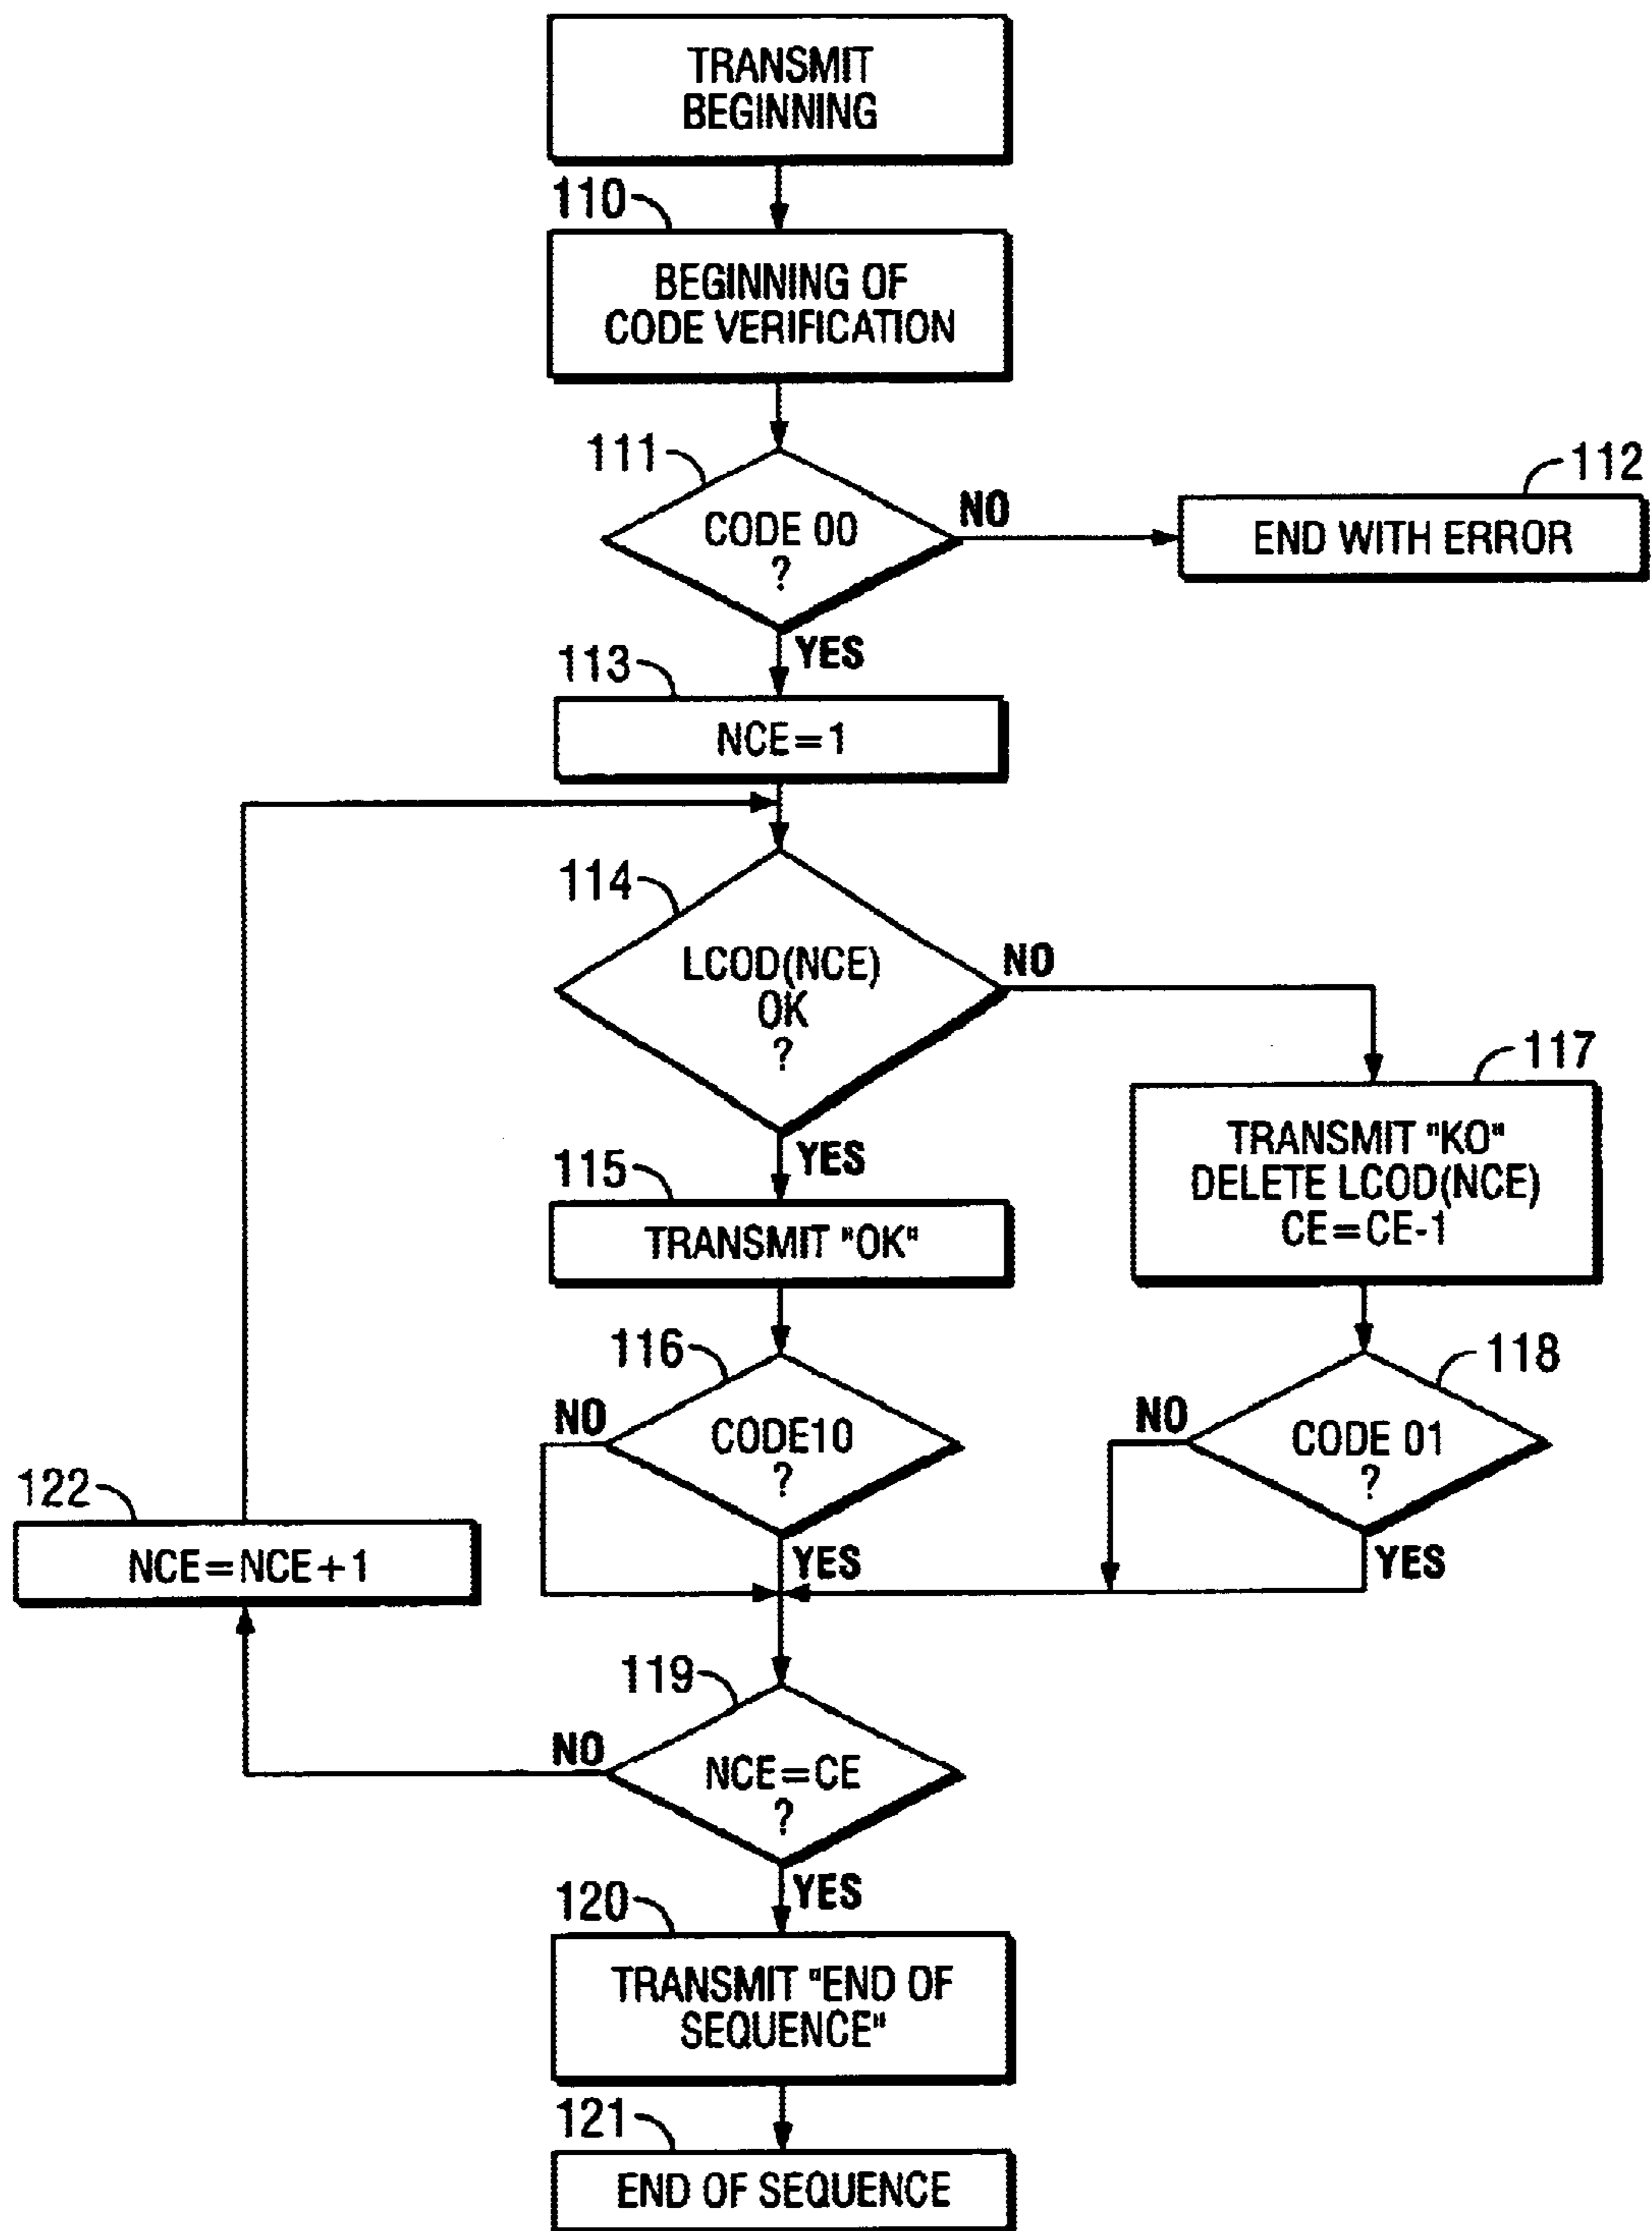 TRANSMIT
BEGINNING
110
BEGINNING OF
CODE VERIFICATION
111
CODE 00
?
NO
112
END WITH ERROR
YES
113
NCE=1
114
LCOD(NCE)
OK
?
NO
YES
115
TRANSMIT "OK"
117
TRANSMIT "KO"
DELETE LCOD(NCE)
CE=CE-1
116
CODE10
?
NO
YES
118
CODE 01
?
NO
YES
122
NCE=NCE+1
119
NCE=CE
?
NO
YES
120
TRANSMIT "END OF
SEQUENCE"
121
END OF SEQUENCE